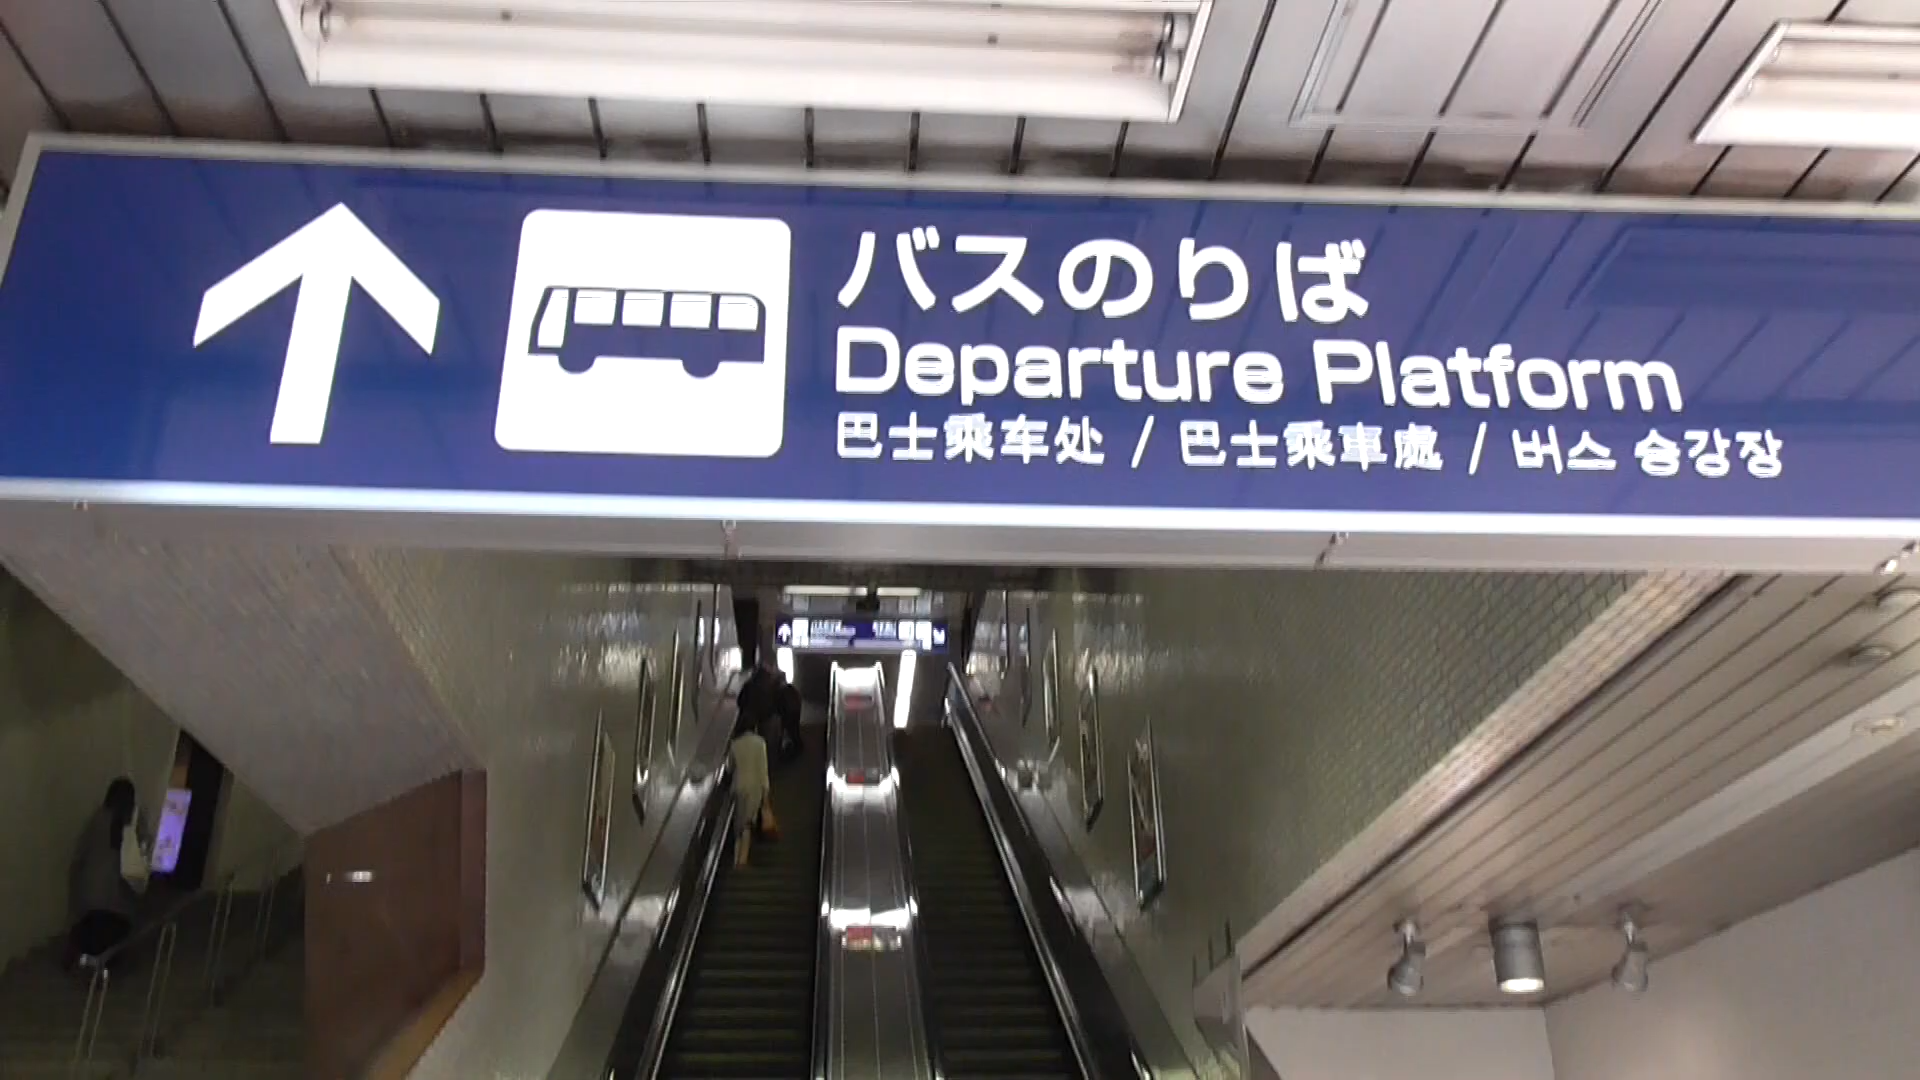 バスのりば
Departure Platform
巴士乘车处 / 巴士乘車處 / 버스 승강장